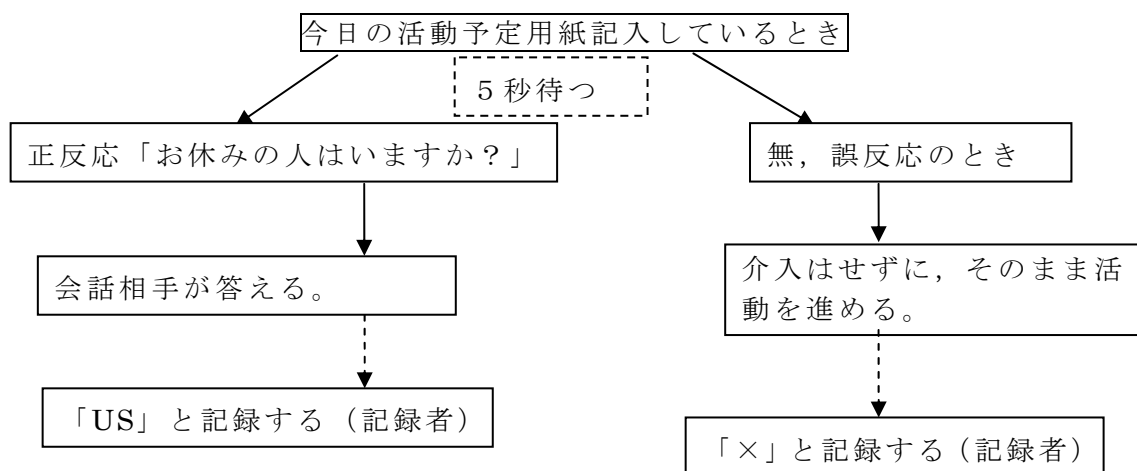 今日の活動予定用紙記入しているとき
５秒待つ
正反応「お休みの人はいますか？」
無，誤反応のとき
会話相手が答える。
介入はせずに，そのまま活
動を進める。
「US」と記録する（記録者）
「×」と記録する（記録者）